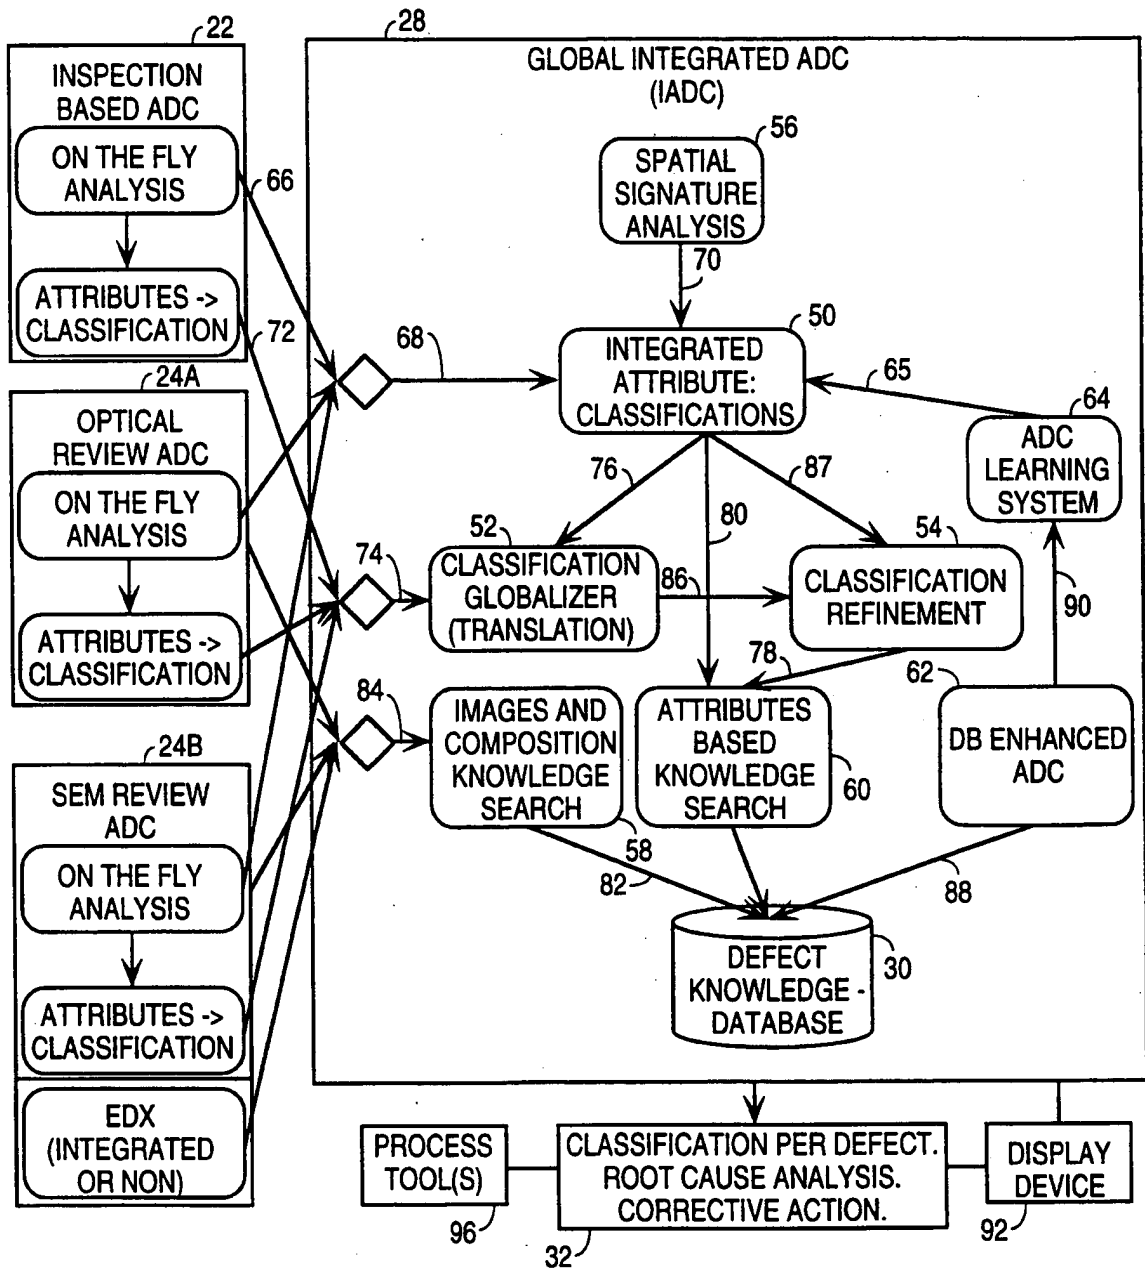 22
INSPECTION
BASED ADC
ON THE FLY
ANALYSIS
ATTRIBUTES ->
CLASSIFICATION
24A
OPTICAL
REVIEW ADC
ON THE FLY
ANALYSIS
ATTRIBUTES ->
CLASSIFICATION
24B
SEM REVIEW
ADC
ON THE FLY
ANALYSIS
ATTRIBUTES ->
CLASSIFICATION
EDX
(INTEGRATED
OR NON)
28
GLOBAL INTEGRATED ADC
(IADC)
56
SPATIAL
SIGNATURE
ANALYSIS
66
70
72
68
50
INTEGRATED
ATTRIBUTE:
CLASSIFICATIONS
65
64
ADC
LEARNING
SYSTEM
76
87
80
74
52
CLASSIFICATION
GLOBALIZER
(TRANSLATION)
86
54
CLASSIFICATION
REFINEMENT
90
78
84
IMAGES AND
COMPOSITION
KNOWLEDGE
SEARCH
58
ATTRIBUTES
BASED
KNOWLEDGE
SEARCH
60
62
DB ENHANCED
ADC
82
88
DEFECT
KNOWLEDGE -
DATABASE
30
PROCESS
TOOL(S)
96
CLASSIFICATION PER DEFECT.
ROOT CAUSE ANALYSIS.
CORRECTIVE ACTION.
32
DISPLAY
DEVICE
92